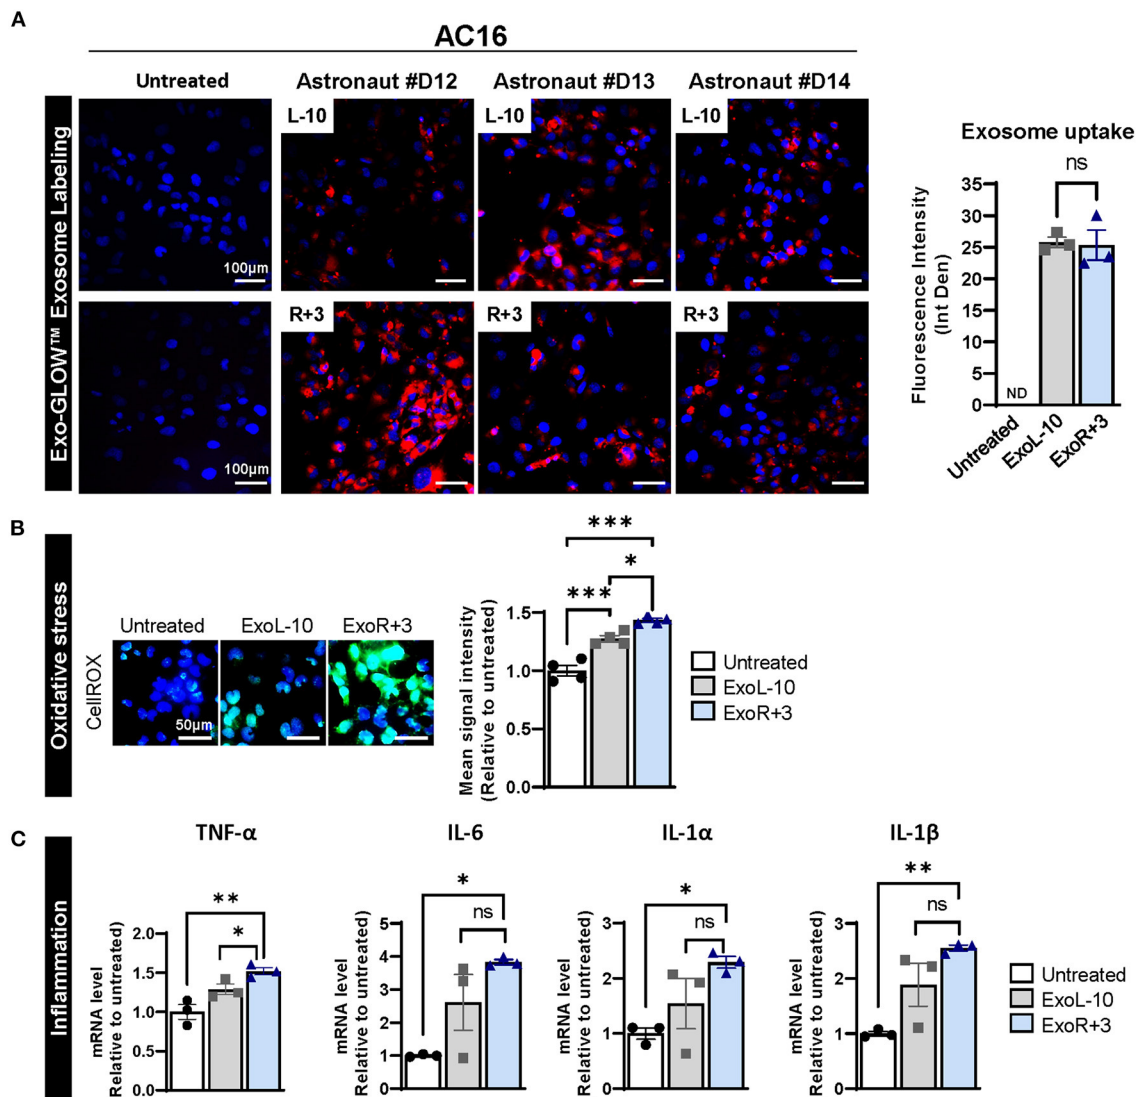 A
AC16
Untreated
Astronaut #D12
Astronaut #D13
Astronaut #D14
Exo-GLOW™ Exosome Labeling
L-10
L-10
L-10
100µm
R+3
R+3
R+3
100µm
Exosome uptake
ns
Fluorescence Intensity
(Int Den)
35
30
25
20
15
10
5
0
ND
Untreated
ExoL-10
ExoR+3
B
Oxidative stress
CellROX
Untreated
ExoL-10
ExoR+3
50µm
***
*
***
Mean signal intensity
(Relative to untreated)
1.5
1.0
0.5
0.0
Untreated
ExoL-10
ExoR+3
C
Inflammation
TNF-α
**
*
mRNA level
Relative to untreated)
2.0
1.5
1.0
0.5
0.0
IL-6
*
ns
mRNA level
Relative to untreated)
5
4
3
2
1
0
IL-1α
*
ns
mRNA level
Relative to untreated)
3
2
1
0
IL-1β
**
ns
mRNA level
Relative to untreated)
3
2
1
0
Untreated
ExoL-10
ExoR+3